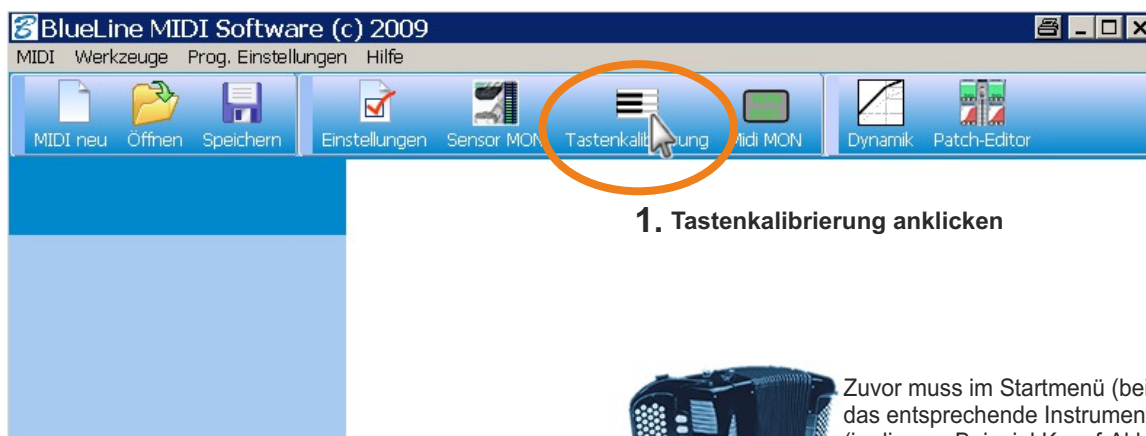 BlueLine MIDI Software (c) 2009
MIDI Werkzeuge Prog. Einstellungen Hilfe
MIDI neu Öffnen Speichern Einstellungen Sensor MON Tastenkalibrierung Midi MON Dynamik Patch-Editor
1. Tastenkalibrierung anklicken
Zuvor muss im Startmenü
das entsprechende